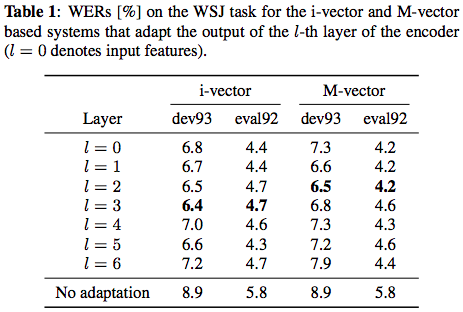 Table 1: WERs [%] on the WSJ task for the i-vector and M-vector
based systems that adapt the output of the l-th layer of the encoder
(l = 0 denotes input features).
i-vector M-vector
Layer dev93 eval92 dev93 eval92
l = 0 6.8 4.4 7.3 4.2
l = 1 6.7 4.4 6.6 4.2
l = 2 6.5 4.7 6.5 4.2
l = 3 6.4 4.7 6.8 4.6
l = 4 7.0 4.6 7.3 4.3
l = 5 6.6 4.3 7.2 4.6
l = 6 7.2 4.7 7.9 4.4
No adaptation 8.9 5.8 8.9 5.8